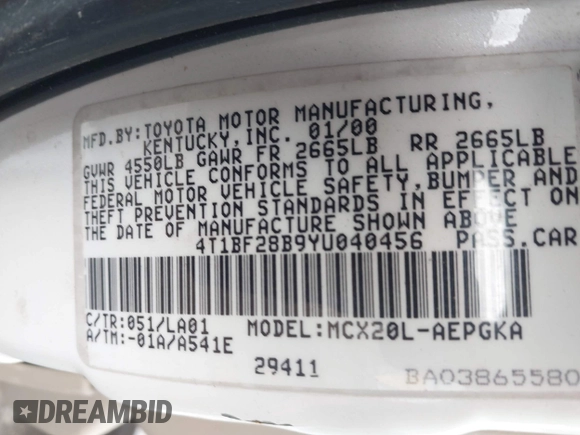 MFD.BY:TOYOTA MOTOR MANUFACTURING,
KENTUCKY,INC. 01/00
GVWR 4550LB GAWR FR 2665LB RR 2665LB
THIS VEHICLE CONFORMS TO ALL APPLICABLE
FEDERAL MOTOR VEHICLE SAFETY,BUMPER AND
THEFT PREVENTION STANDARDS IN EFFECT ON
THE DATE OF MANUFACTURE SHOWN ABOVE
4T1BF28B9YU040456 PASS.CAR
C/TR:051/LA01 MODEL:MCX20L-AEPGKA
A/TM:-01A/A541E
29411
BA03865580
DREAMBID